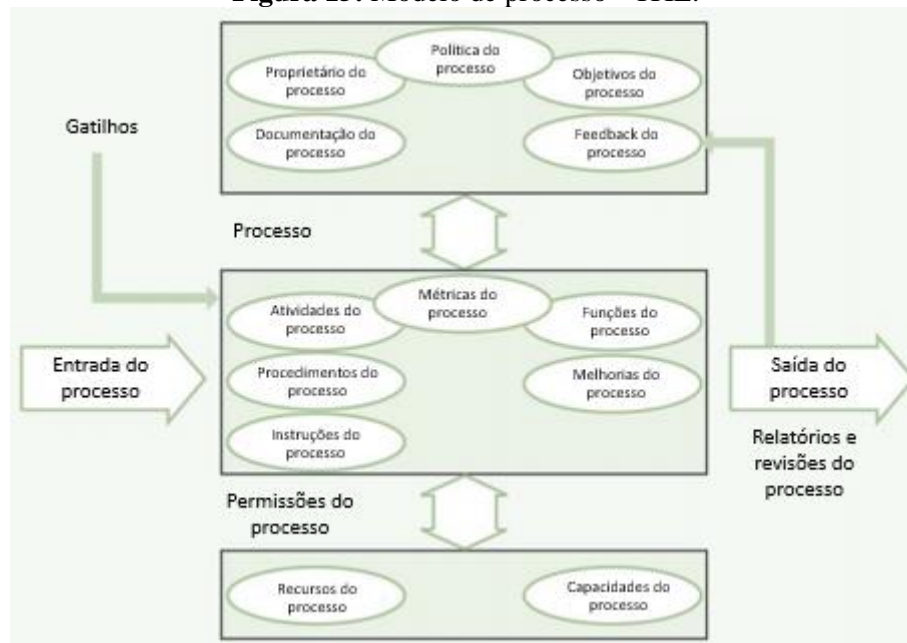 Política do
processo
Proprietário do
processo
Objetivos do
processo
Gatilhos
Documentação do
processo
Feedback do
processo
Processo
Métricas do
processo
Atividades do
processo
Funções do
processo
Entrada do
processo
Procedimentos do
processo
Melhorias do
processo
Saída do
processo
Instruções do
processo
Relatórios e
revisões do
processo
Permissões do
processo
Recursos do
processo
Capacidades do
processo